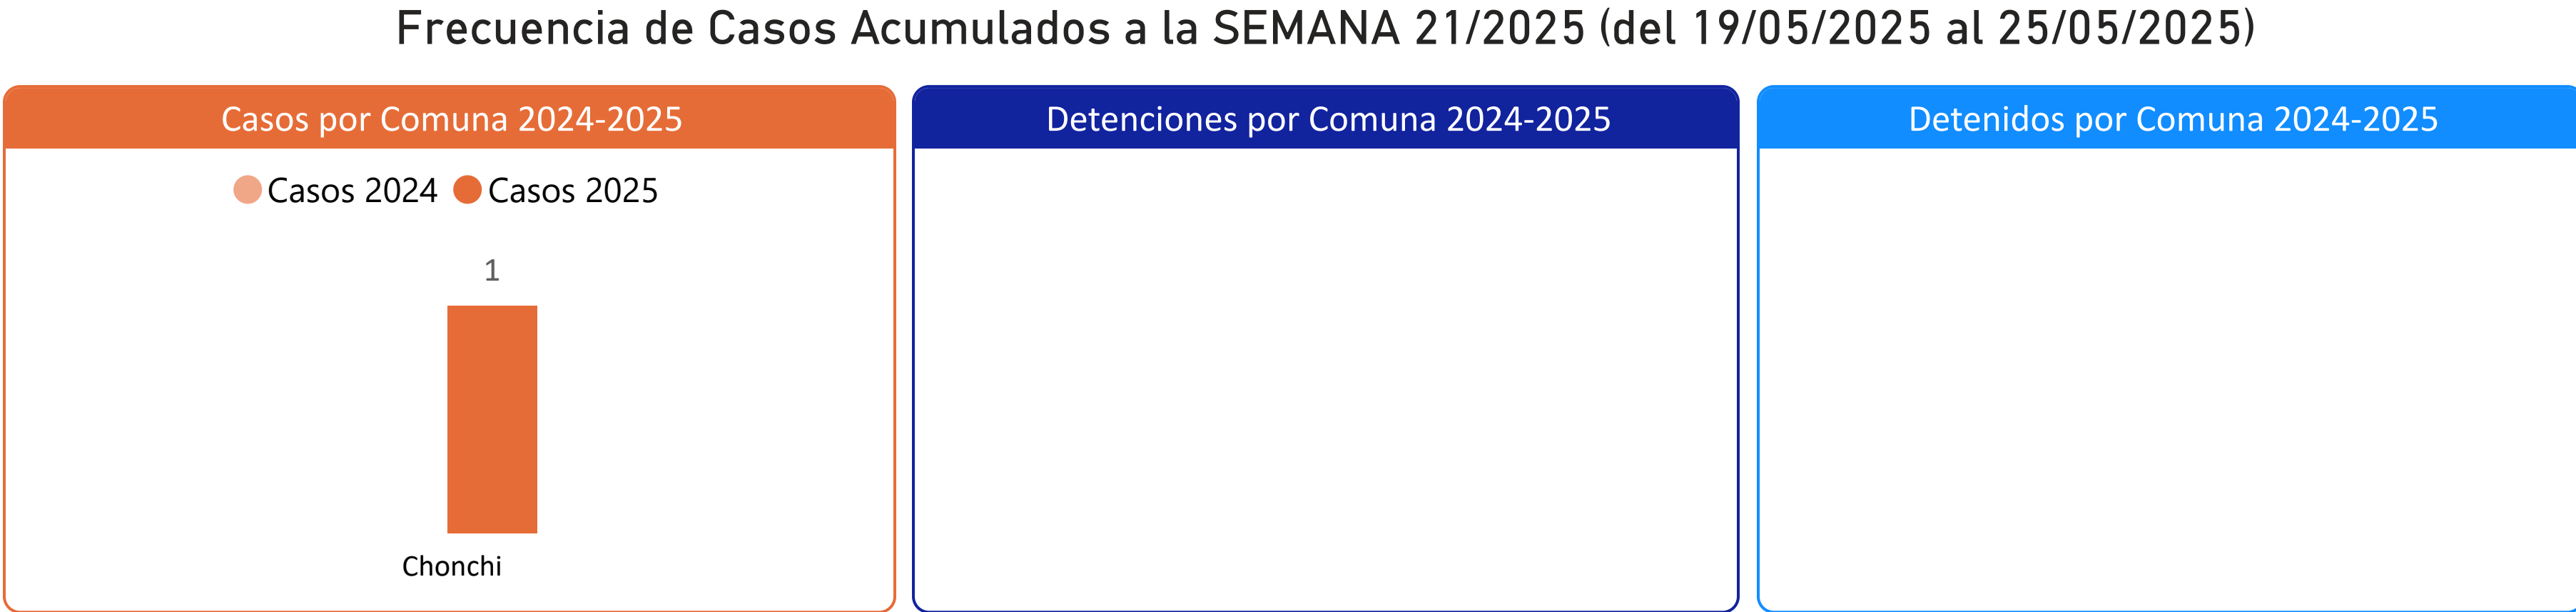 Frecuencia de Casos Acumulados a la SEMANA 21/2025 (del 19/05/2025 al 25/05/2025)
Casos por Comuna 2024-2025
Casos 2024 Casos 2025
1
Chonchi
Detenciones por Comuna 2024-2025
Detenidos por Comuna 2024-2025